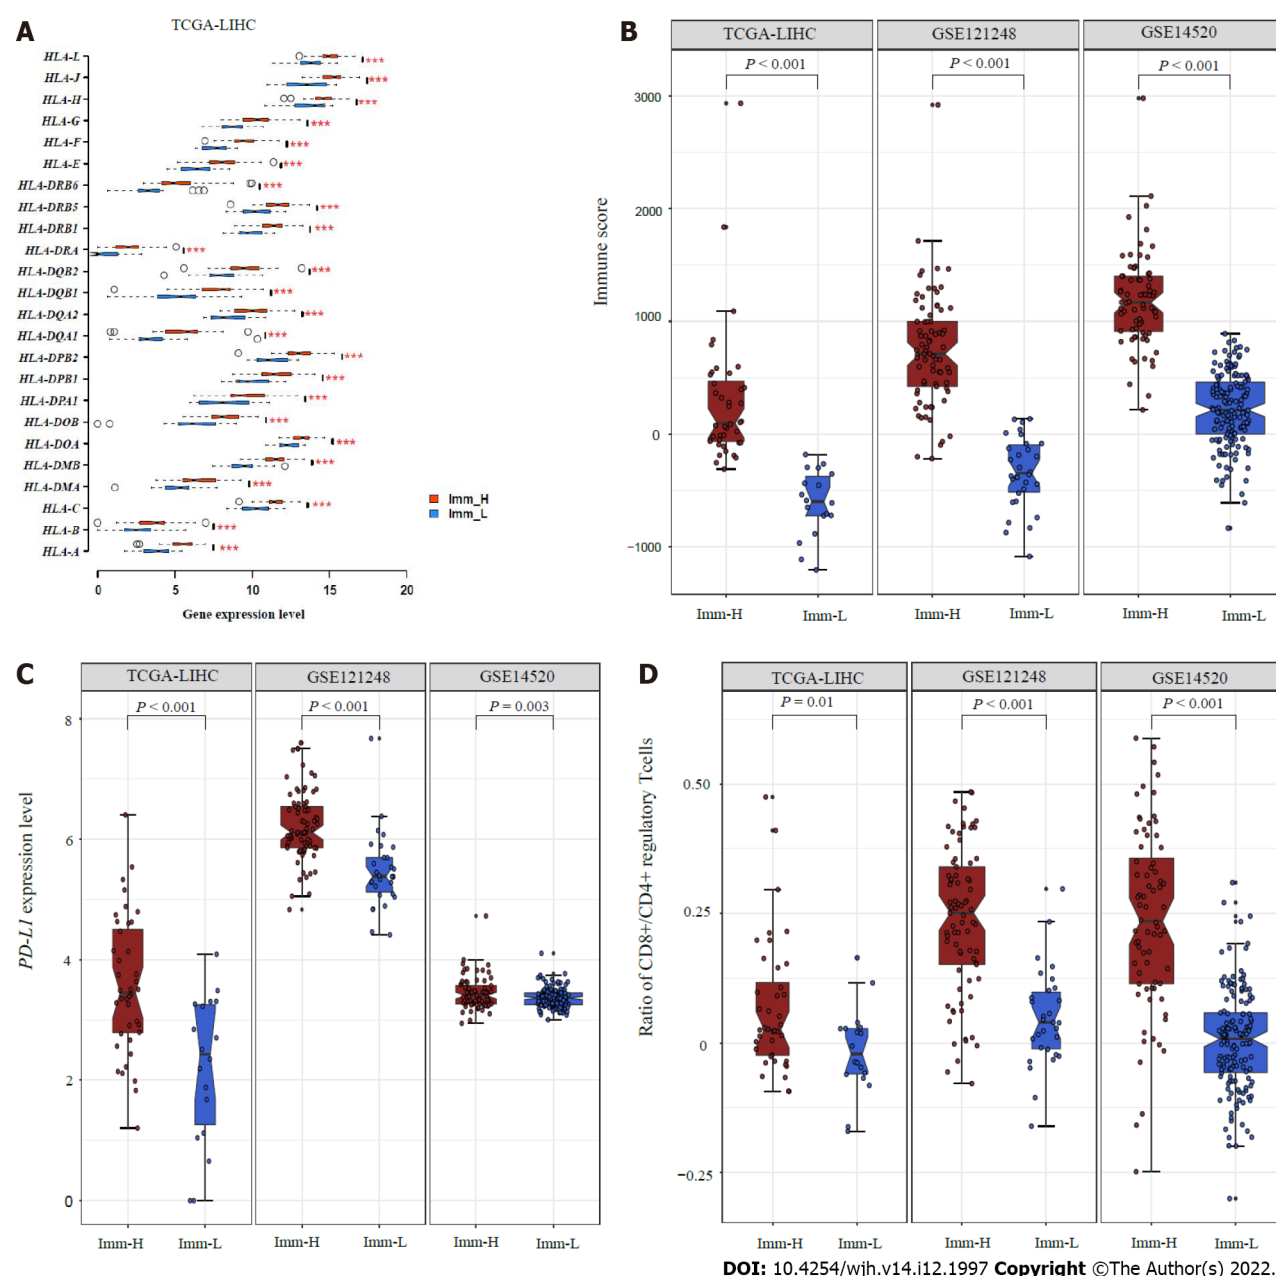 A
TCGA-LIHC
HLA-L
***
HLA-J
***
HLA-H
***
HLA-G
***
HLA-F
***
HLA-E
***
HLA-DRB6
***
HLA-DRB5
***
HLA-DRB1
***
HLA-DRA
***
HLA-DQB2
***
HLA-DQB1
***
HLA-DQA2
***
HLA-DQA1
***
HLA-DPB2
***
HLA-DPB1
***
HLA-DPA1
***
HLA-DOB
***
HLA-DOA
***
HLA-DMB
***
HLA-DMA
***
HLA-C
***
HLA-B
***
HLA-A
***
Imm_H
Imm_L
0 5 10 15 20
Gene expression level
B
TCGA-LIHC GSE121248 GSE14520
P < 0.001 P < 0.001 P < 0.001
Immune score
3000
2000
1000
0
−1000
Imm-H Imm-L Imm-H Imm-L Imm-H Imm-L
C
TCGA-LIHC GSE121248 GSE14520
P < 0.001 P < 0.001 P = 0.003
PD-L1 expression level
8
6
4
2
0
Imm-H Imm-L Imm-H Imm-L Imm-H Imm-L
D
TCGA-LIHC GSE121248 GSE14520
P = 0.01 P < 0.001 P < 0.001
Ratio of CD8+/CD4+ regulatory Tcells
0.50
0.25
0
−0.25
Imm-H Imm-L Imm-H Imm-L Imm-H Imm-L
DOI: 10.4254/wjh.v14.i12.1997 Copyright ©The Author(s) 2022.